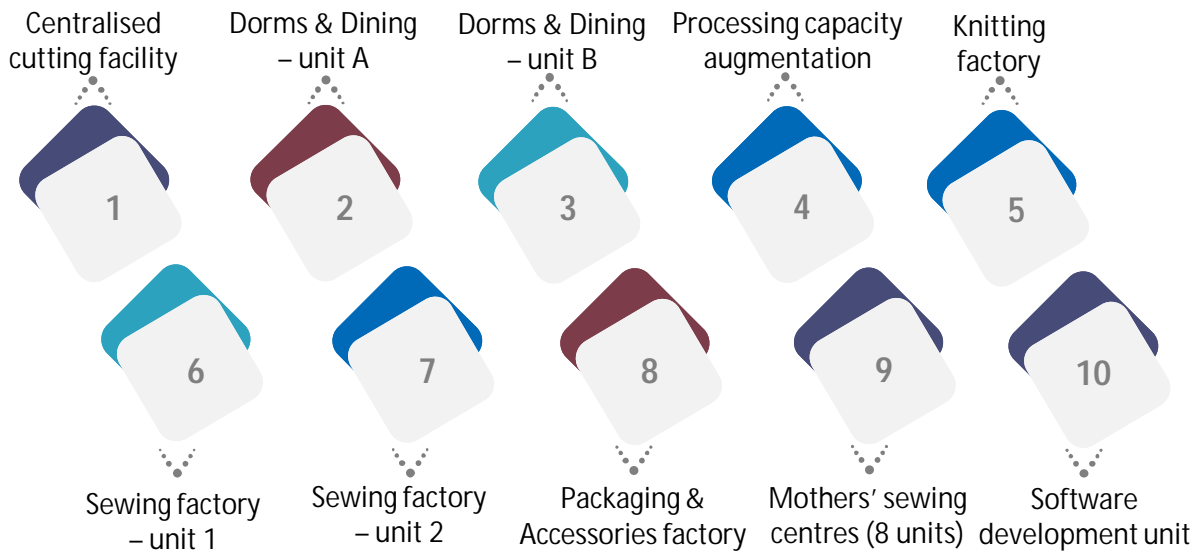 Centralised
cutting facility
Dorms & Dining
– unit A
Dorms & Dining
– unit B
Processing capacity
augmentation
Knitting
factory
1
2
3
4
5
6
7
8
9
10
Sewing factory
– unit 1
Sewing factory
– unit 2
Packaging &
Accessories factory
Mothers' sewing
centres (8 units)
Software
development unit